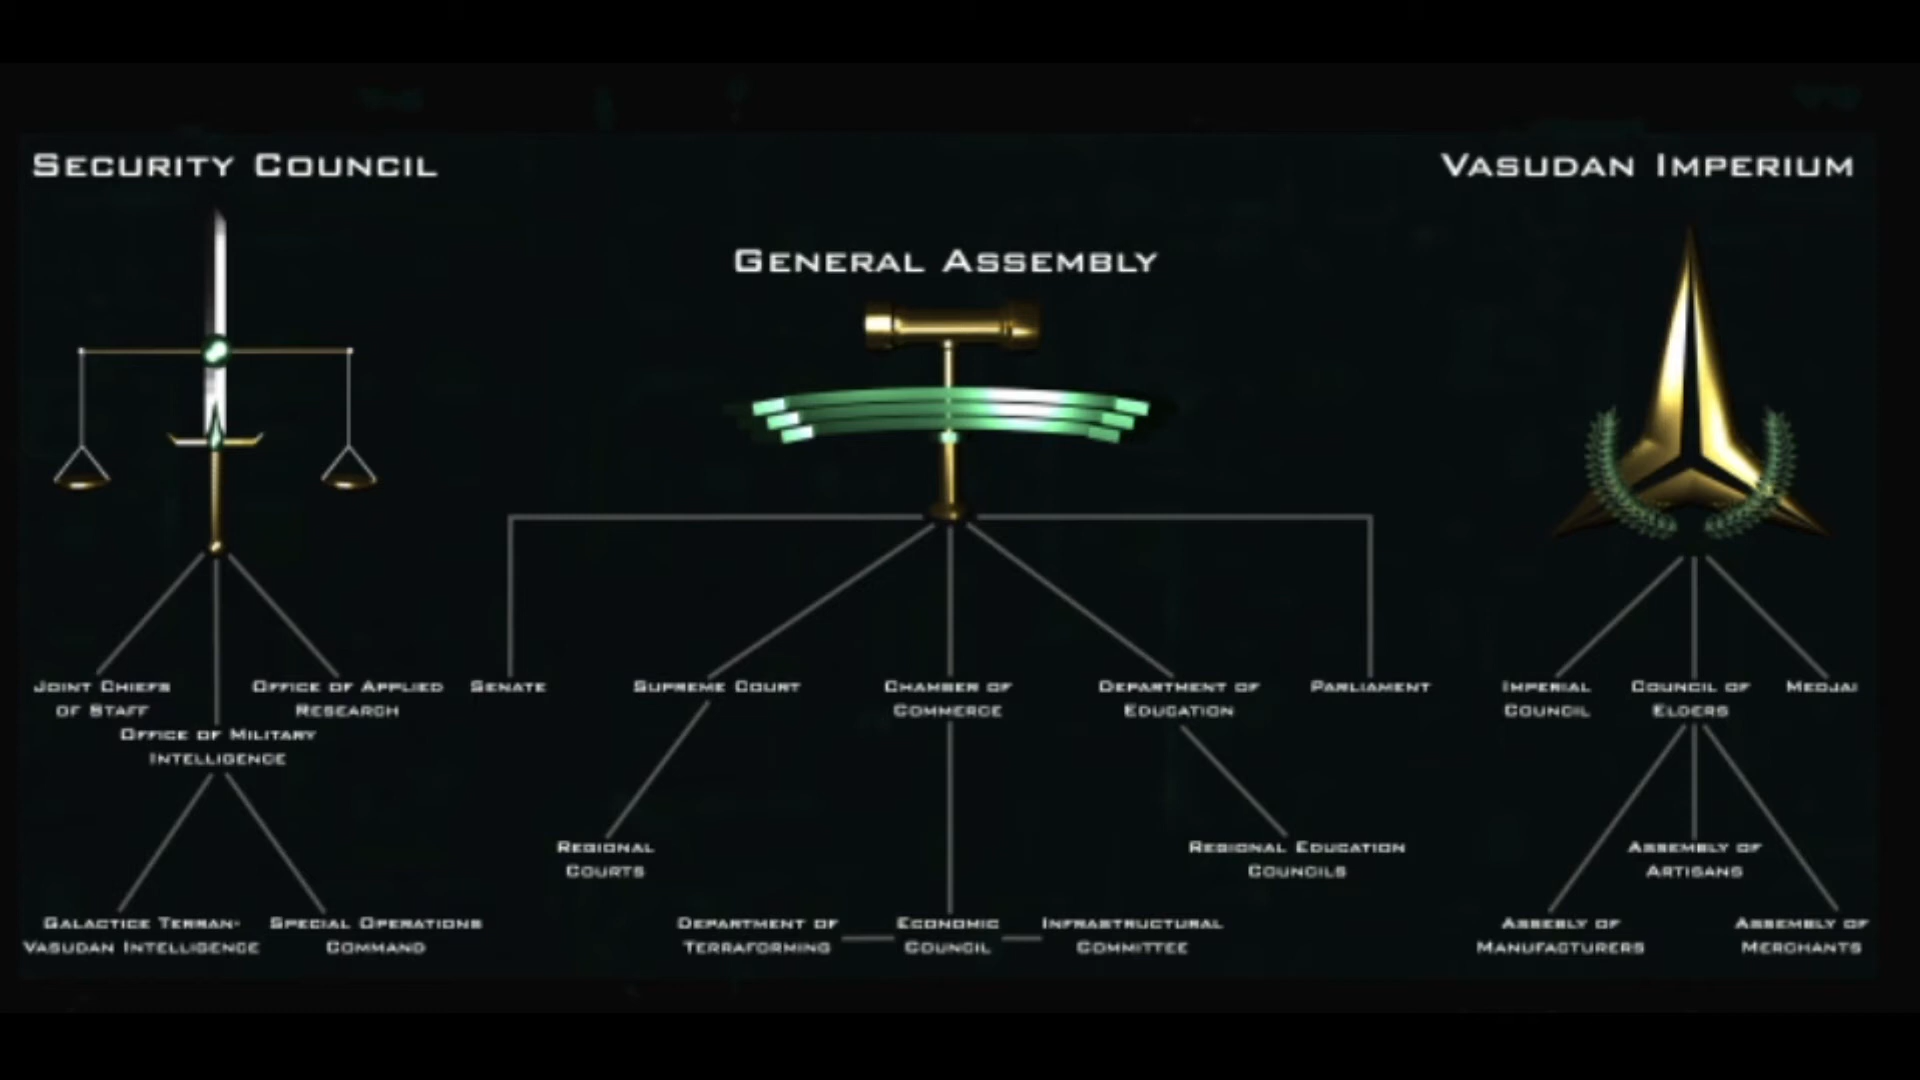 Security Council
Vasudan Imperium
General Assembly
Joint Chiefs
of Staff
Office of Applied
Research
Office of Military
Intelligence
Senate
Supreme Court
Chamber of
Commerce
Department of
Education
Parliament
Imperial
Council
Council of
Elders
Medjai
Regional
Courts
Regional Education
Councils
Assembly of
Artisans
Galactice Terran-
Vasudan Intelligence
Special Operations
Command
Department of
Terraforming
Economic
Council
Infrastructural
Committee
Assebly of
Manufacturers
Assembly of
Merchants